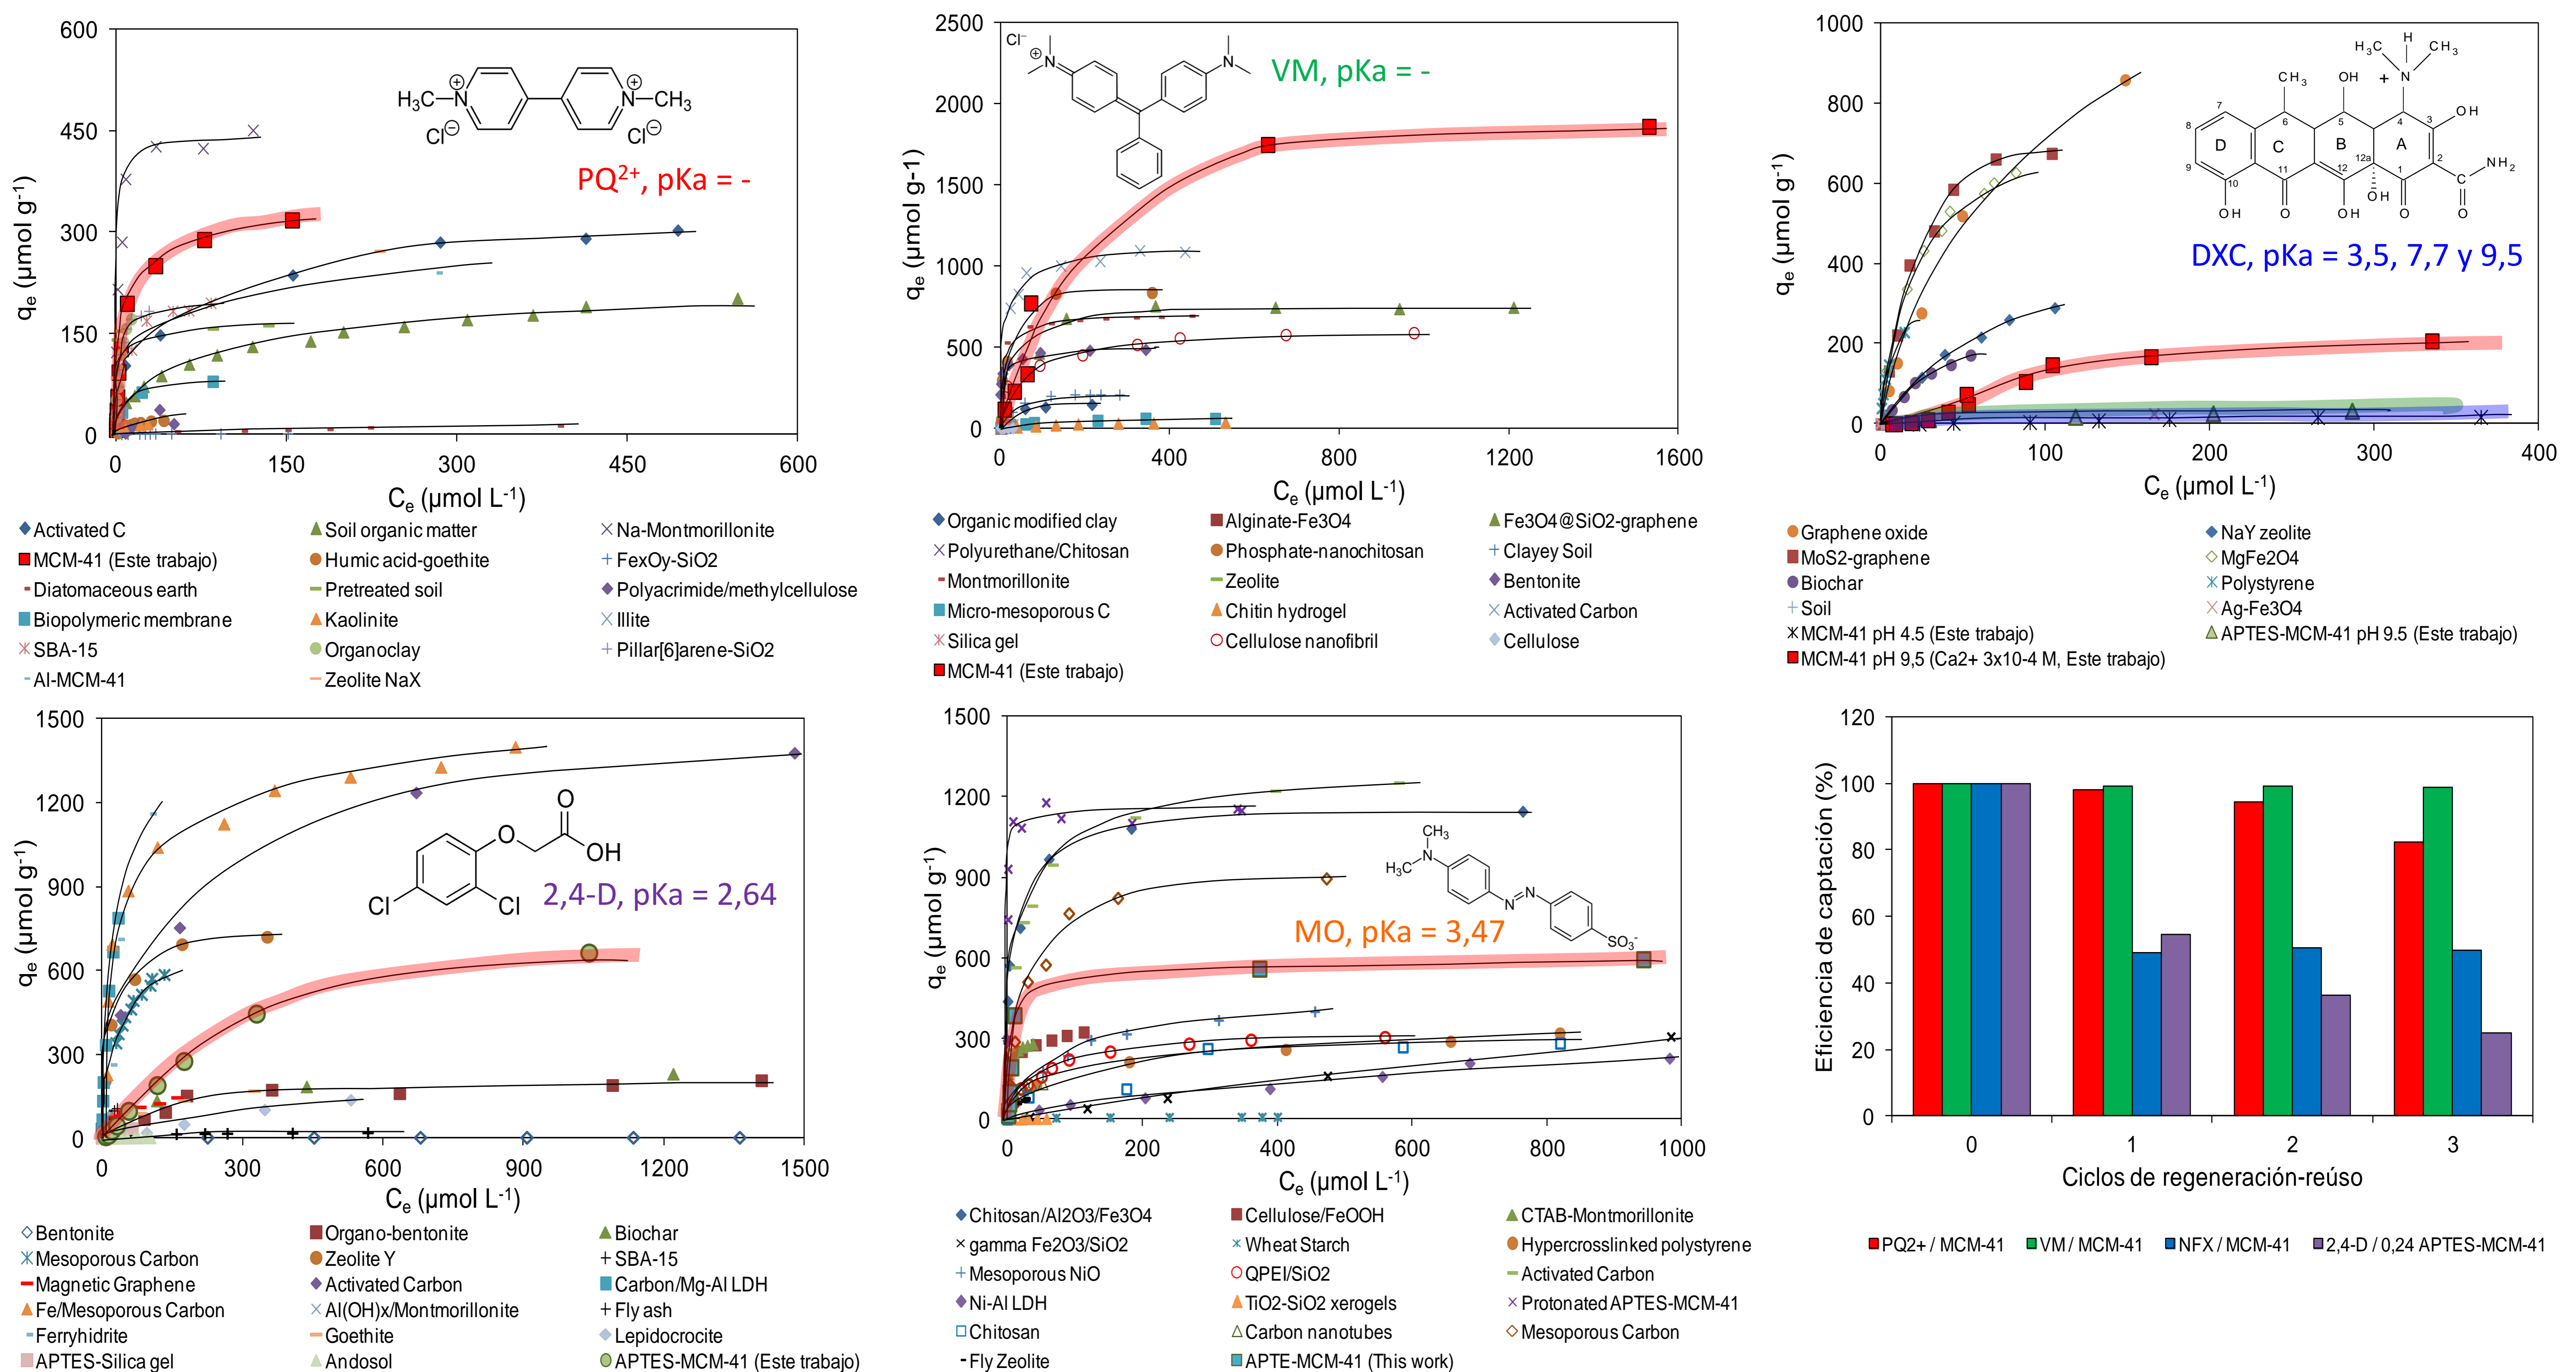 600
450
300
150
0
0
150
300
450
600
qe (µmol g-1)
Ce (µmol L-1)
H3C
N
+
N
+
CH3
Cl⊖
Cl⊖
PQ2+, pKa = -
Activated C
Soil organic matter
Na-Montmorillonite
MCM-41 (Este trabajo)
Humic acid-goethite
FexOy-SiO2
Diatomaceous earth
Pretreated soil
Polyacrimide/methylcellulose
Biopolymeric membrane
Kaolinite
Illite
SBA-15
Organoclay
Pillar[6]arene-SiO2
Al-MCM-41
Zeolite NaX
2500
2000
1500
1000
500
0
0
400
800
1200
1600
qe (µmol g-1)
Ce (µmol L-1)
Cl-
+
N
N
VM, pKa = -
Organic modified clay
Alginate-Fe3O4
Fe3O4@SiO2-graphene
Polyurethane/Chitosan
Phosphate-nanochitosan
Clayey Soil
Montmorillonite
Zeolite
Bentonite
Micro-mesoporous C
Chitin hydrogel
Activated Carbon
Silica gel
Cellulose nanofibril
Cellulose
MCM-41 (Este trabajo)
1000
800
600
400
200
0
0
100
200
300
400
qe (µmol g-1)
Ce (µmol L-1)
H
H3C
CH3
+
N
CH3
OH
7
6
5
4
3
OH
8
D
C
B
A
12a
2
NH2
9
10
11
12
1
C
OH
OH
O
OH
O
O
DXC, pKa = 3,5, 7,7 y 9,5
Graphene oxide
NaY zeolite
MoS2-graphene
MgFe2O4
Biochar
Polystyrene
Soil
Ag-Fe3O4
MCM-41 pH 4.5 (Este trabajo)
APTES-MCM-41 pH 9.5 (Este trabajo)
MCM-41 pH 9,5 (Ca2+ 3x10-4 M, Este trabajo)
1500
1200
900
600
300
0
0
300
600
900
1200
1500
qe (µmol g-1)
Ce (µmol L-1)
O
O
OH
Cl
Cl
2,4-D, pKa = 2,64
Bentonite
Organo-bentonite
Biochar
Mesoporous Carbon
Zeolite Y
SBA-15
Magnetic Graphene
Activated Carbon
Carbon/Mg-Al LDH
Fe/Mesoporous Carbon
Al(OH)x/Montmorillonite
Fly ash
Ferryhidrite
Goethite
Lepidocrocite
APTES-Silica gel
Andosol
APTES-MCM-41 (Este trabajo)
1500
1200
900
600
300
0
0
200
400
600
800
1000
qe (µmol g-1)
Ce (µmol L-1)
CH3
N
H3C
N
N
SO3-
MO, pKa = 3,47
Chitosan/Al2O3/Fe3O4
Cellulose/FeOOH
CTAB-Montmorillonite
gamma Fe2O3/SiO2
Wheat Starch
Hypercrosslinked polystyrene
Mesoporous NiO
QPEI/SiO2
Activated Carbon
Ni-Al LDH
TiO2-SiO2 xerogels
Protonated APTES-MCM-41
Chitosan
Carbon nanotubes
Mesoporous Carbon
Fly Zeolite
APTE-MCM-41 (This work)
120
100
80
60
40
20
0
0
1
2
3
Eficiencia de captación (%)
Ciclos de regeneración-reúso
PQ2+ / MCM-41
VM / MCM-41
NFX / MCM-41
2,4-D / 0,24 APTES-MCM-41